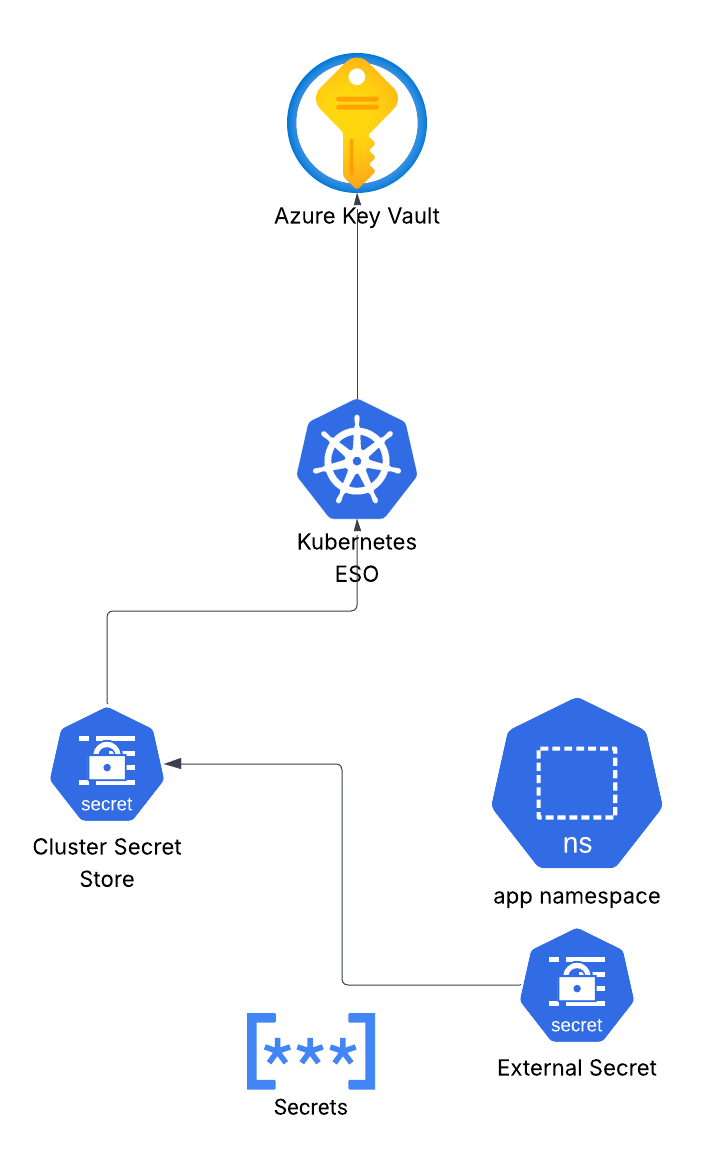 Azure Key Vault
Kubernetes
ESO
secret
Cluster Secret
Store
ns
app namespace
secret
External Secret
[***]
Secrets